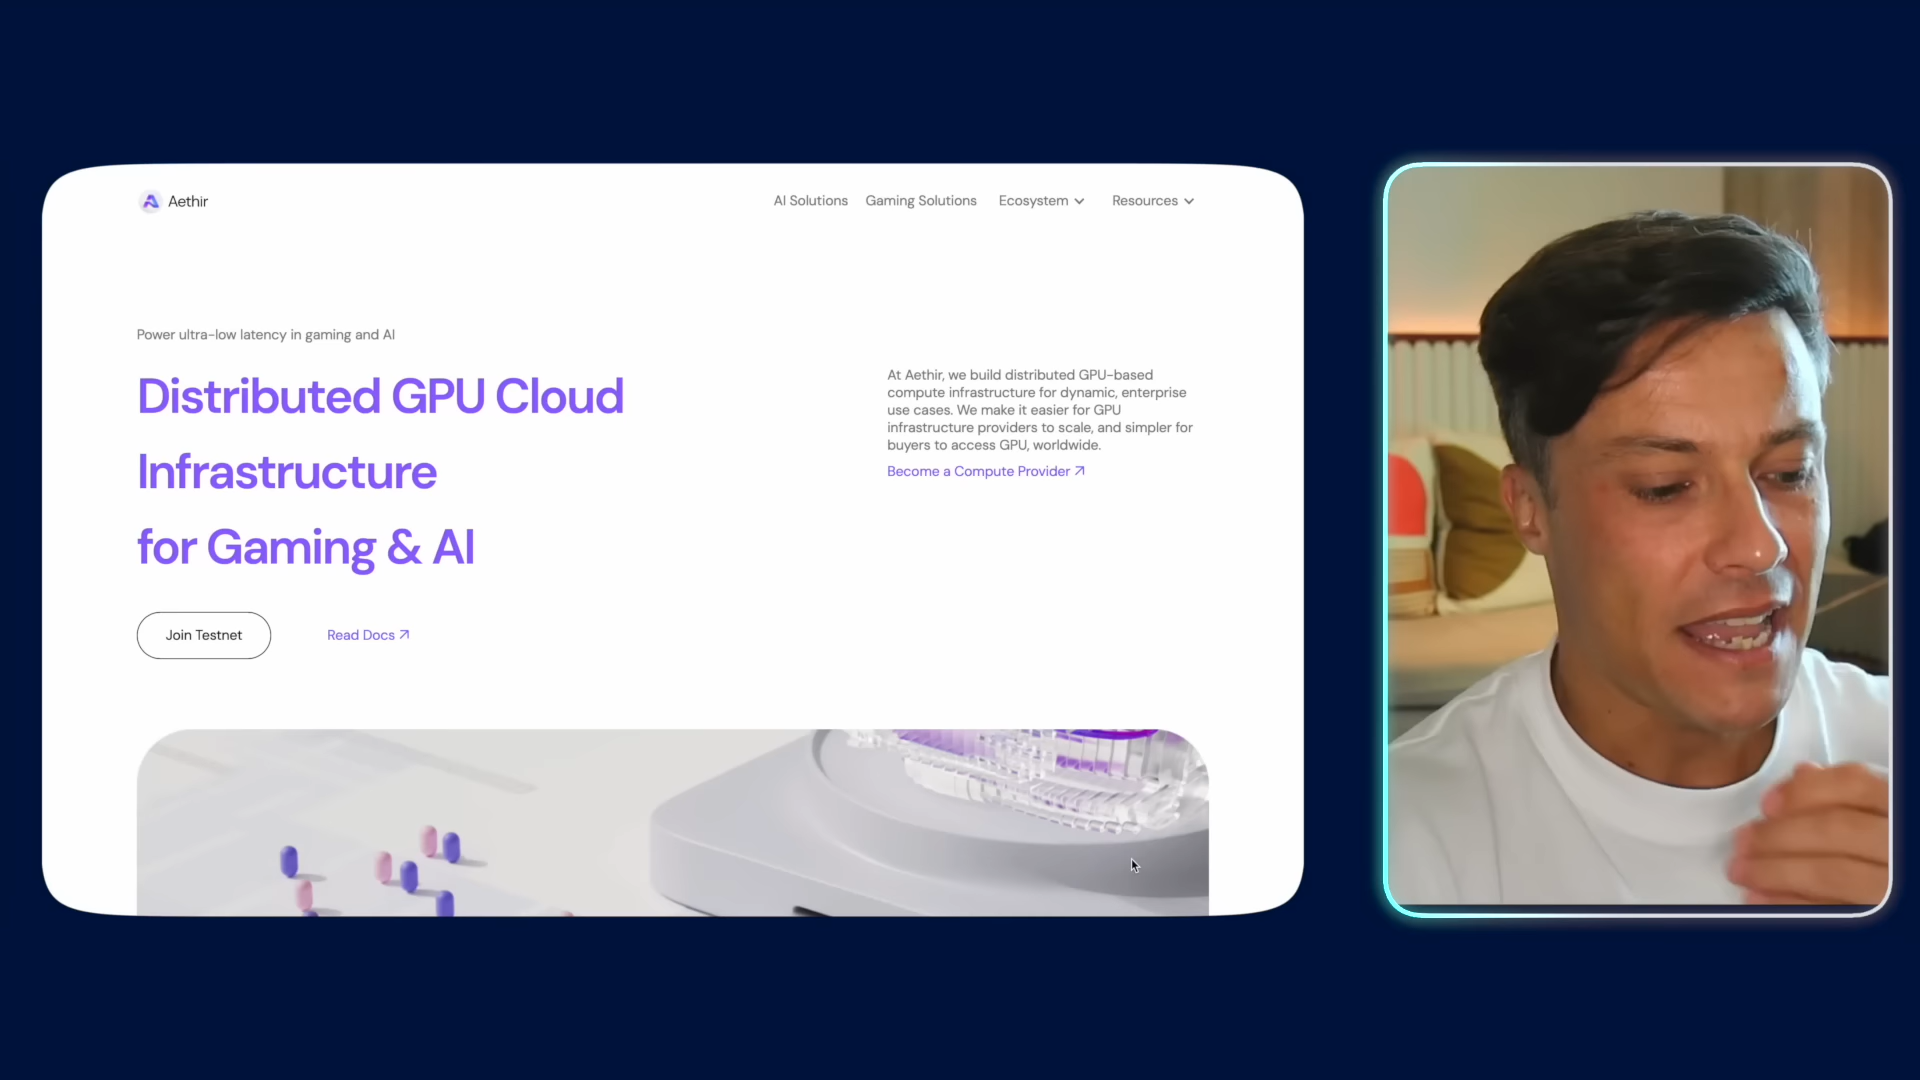 Aethir
AI Solutions
Gaming Solutions
Ecosystem
Resources
Power ultra-low latency in gaming and AI
Distributed GPU Cloud
Infrastructure
for Gaming & AI
At Aethir, we build distributed GPU-based
compute infrastructure for dynamic, enterprise
use cases. We make it easier for GPU
infrastructure providers to scale, and simpler for
buyers to access GPU, worldwide.
Become a Compute Provider
Join Testnet
Read Docs